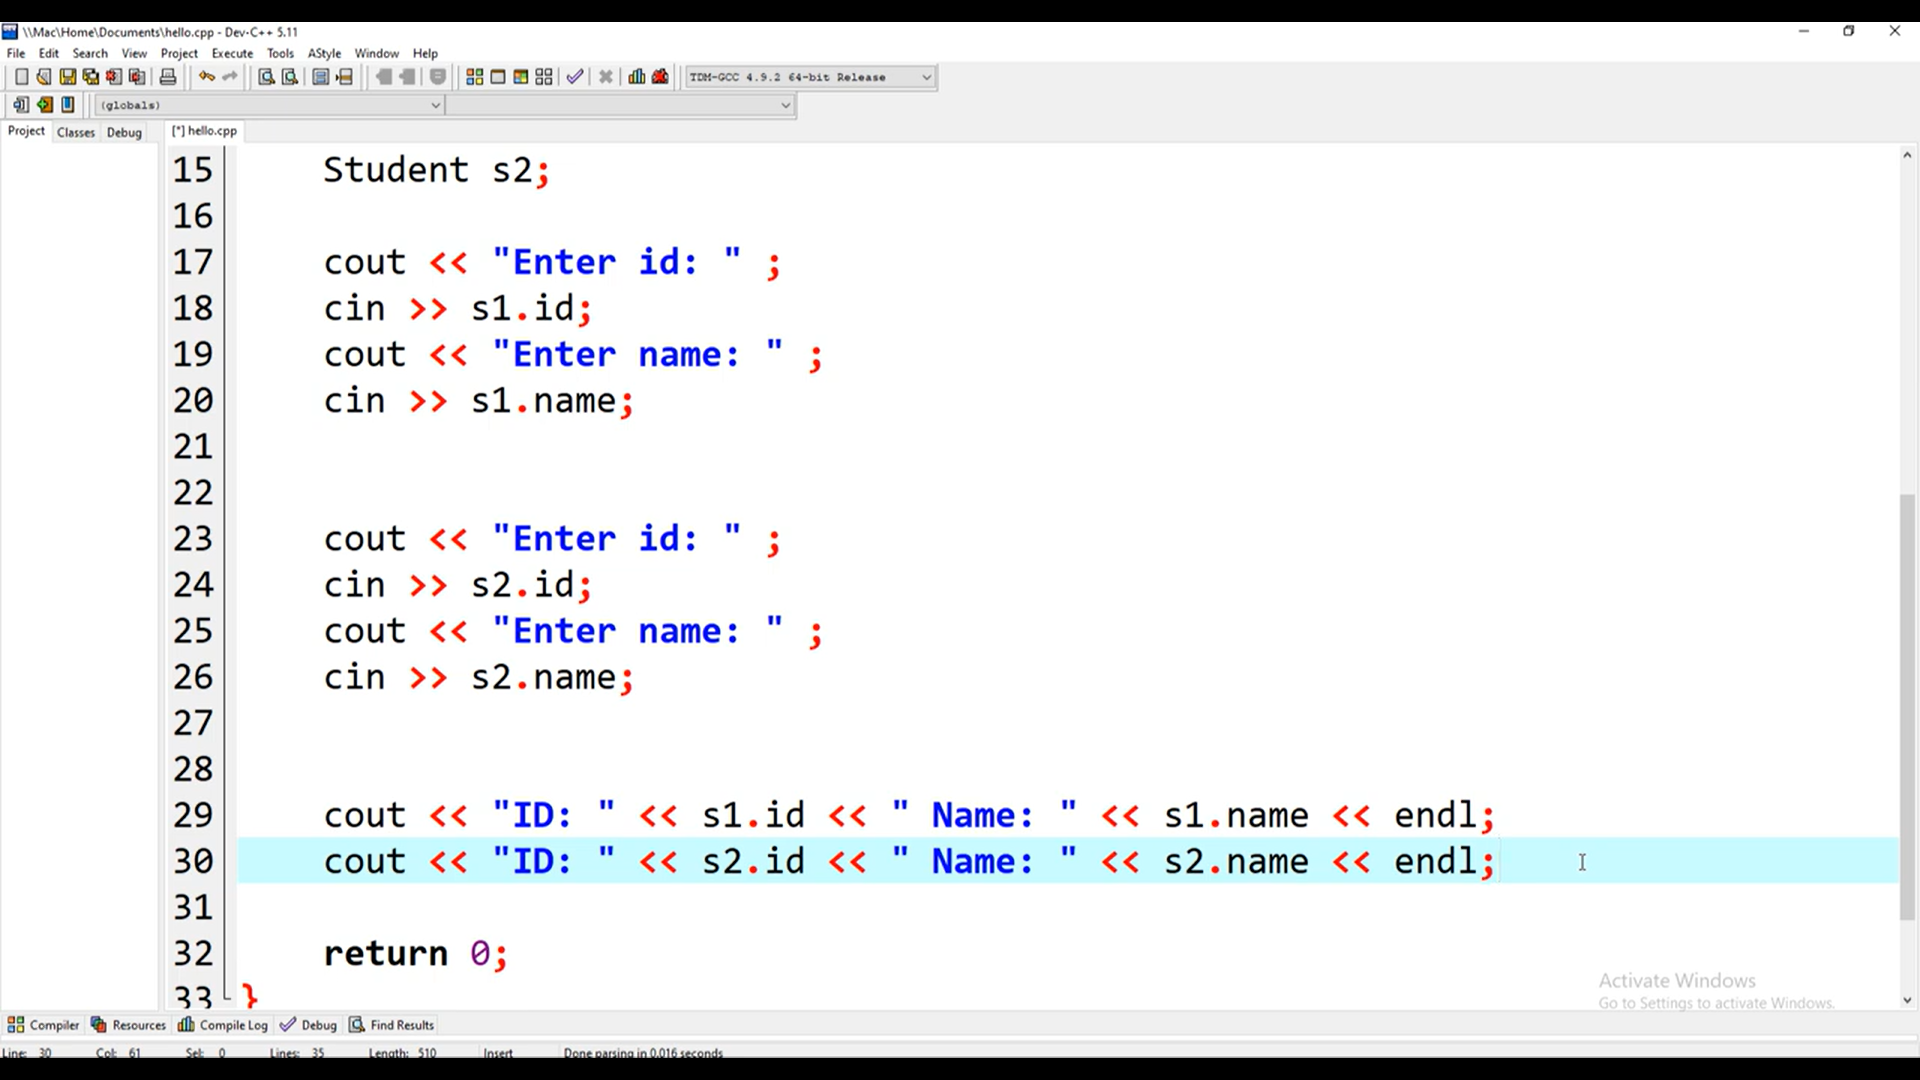 \\Mac\Home\Documents\hello.cpp - Dev-C++ 5.11
File Edit Search View Project Execute Tools AStyle Window Help
TDM-GCC 4.9.2 64-bit Release
(globals)
Project Classes Debug [*] hello.cpp
15 Student s2;
16
17 cout << "Enter id: " ;
18 cin >> s1.id;
19 cout << "Enter name: " ;
20 cin >> s1.name;
21
22
23 cout << "Enter id: " ;
24 cin >> s2.id;
25 cout << "Enter name: " ;
26 cin >> s2.name;
27
28
29 cout << "ID: " << s1.id << " Name: " << s1.name << endl;
30 cout << "ID: " << s2.id << " Name: " << s2.name << endl;
31
32 return 0;
33 }
Activate Windows
Go to Settings to activate Windows.
Compiler Resources Compile Log Debug Find Results
Line: 30 Col: 61 Sel: 0 Lines: 35 Length: 510 Insert Done parsing in 0.016 seconds